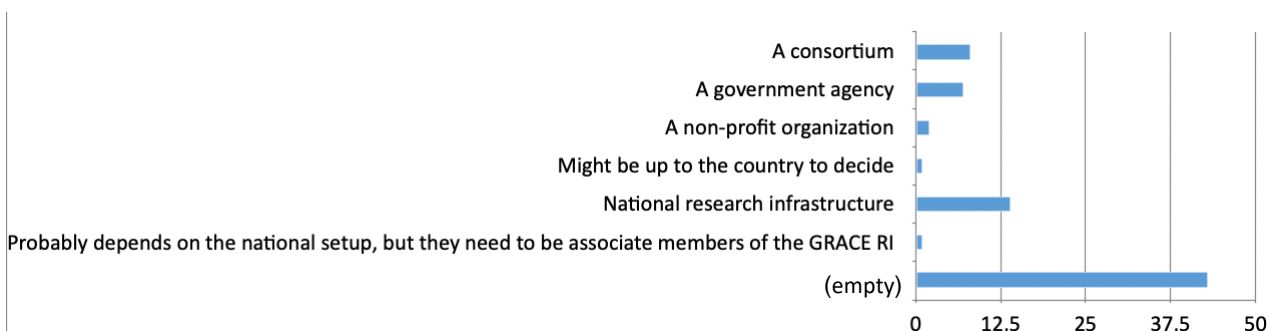 A consortium
A government agency
A non-profit organization
Might be up to the country to decide
National research infrastructure
Probably depends on the national setup, but they need to be associate members of the GRACE RI
(empty)
0 12.5 25 37.5 50